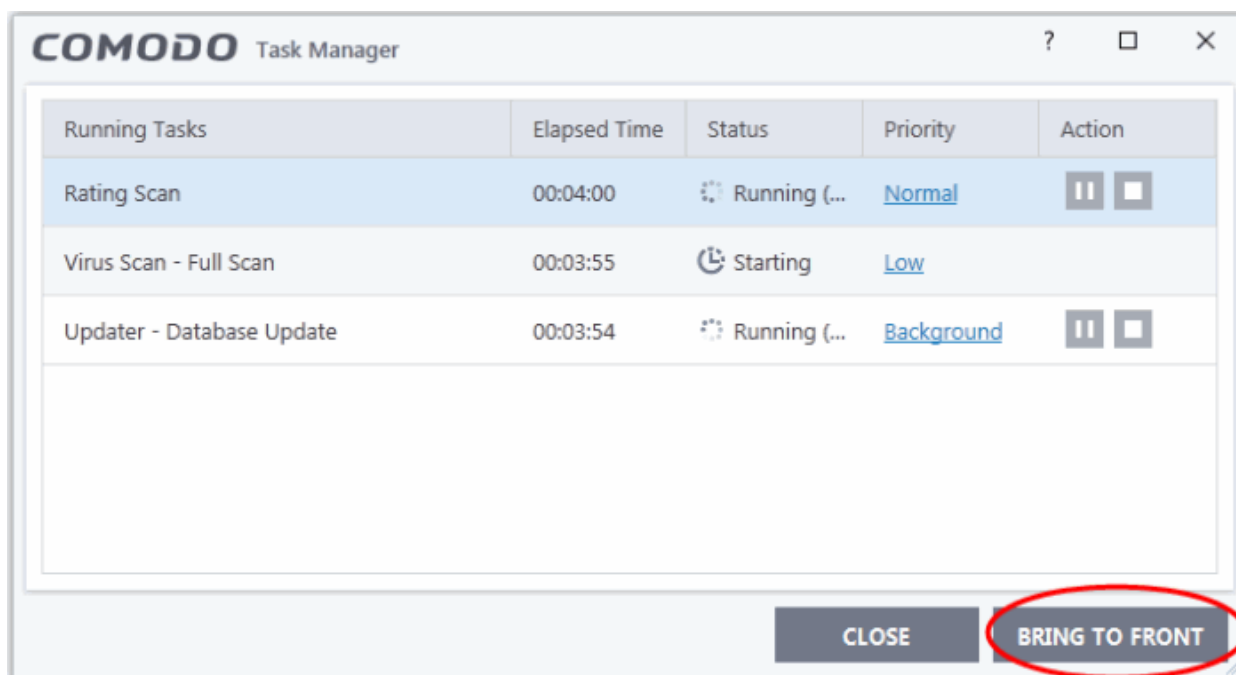 COMODO Task Manager ?
Running Tasks Elapsed Time Status Priority Action
Rating Scan 00:04:00 Running (... Normal
Virus Scan - Full Scan 00:03:55 Starting Low
Updater - Database Update 00:03:54 Running (... Background
CLOSE BRING TO FRONT